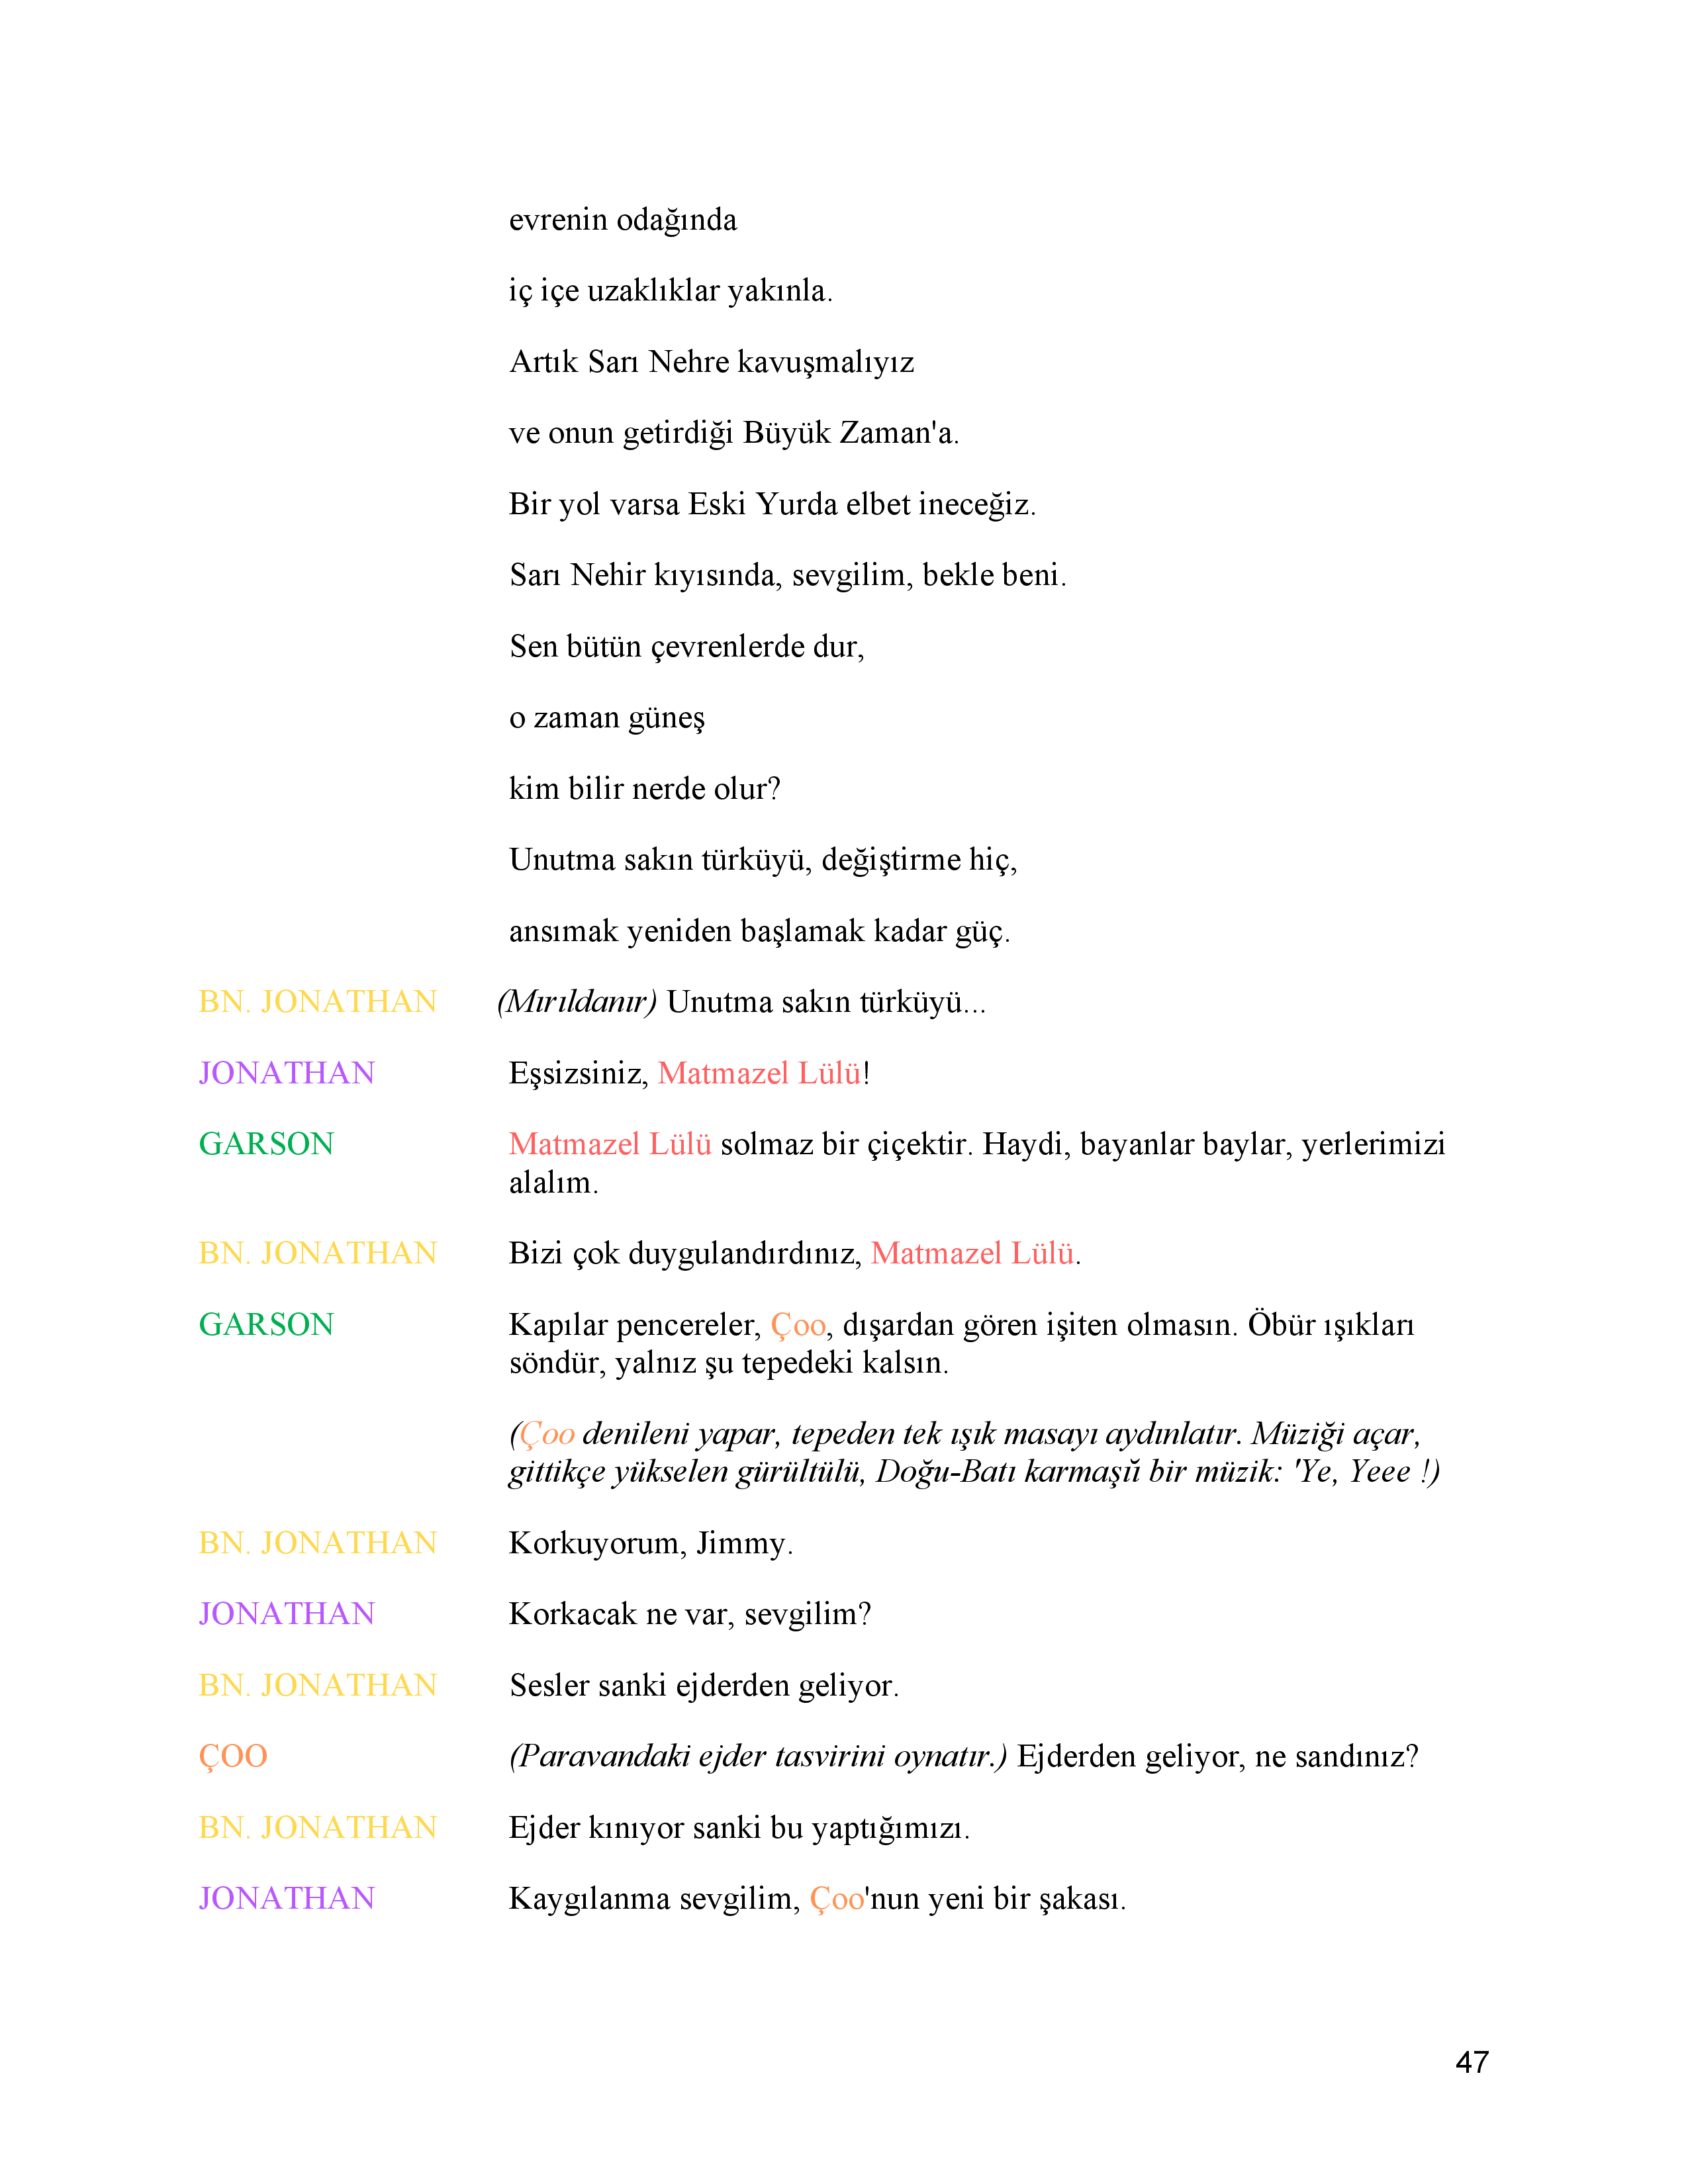 evrenin odağında
iç içe uzaklıklar yakınla.
Artık Sarı Nehre kavuşmalıyız
ve onun getirdiği Büyük Zaman'a.
Bir yol varsa Eski Yurda elbet ineceğiz.
Sarı Nehir kıyısında, sevgilim, bekle beni.
Sen bütün çevrenlerde dur,
o zaman güneş
kim bilir nerde olur?
Unutma sakın türküyü, değiştirme hiç,
ansımak yeniden başlamak kadar güç.
BN. JONATHAN (Mırıldanır) Unutma sakın türküyü...
JONATHAN Eşsizsiniz, Matmazel Lülü!
GARSON Matmazel Lülü solmaz bir çiçektir. Haydi, bayanlar baylar, yerlerimizi
alalım.
BN. JONATHAN Bizi çok duygulandırdınız, Matmazel Lülü.
GARSON Kapılar pencereler, Çoo, dışardan gören işiten olmasın. Öbür ışıkları
söndür, yalnız şu tepedeki kalsın.
(Çoo denileni yapar, tepeden tek ışık masayı aydınlatır. Müziği açar,
gittikçe yükselen gürültülü, Doğu-Batı karmaşıı̆ bir müzik: 'Ye, Yeee !)
BN. JONATHAN Korkuyorum, Jimmy.
JONATHAN Korkacak ne var, sevgilim?
BN. JONATHAN Sesler sanki ejderden geliyor.
ÇOO (Paravandaki ejder tasvirini oynatır.) Ejderden geliyor, ne sandınız?
BN. JONATHAN Ejder kınıyor sanki bu yaptığımızı.
JONATHAN Kaygılanma sevgilim, Çoo'nun yeni bir şakası.
47